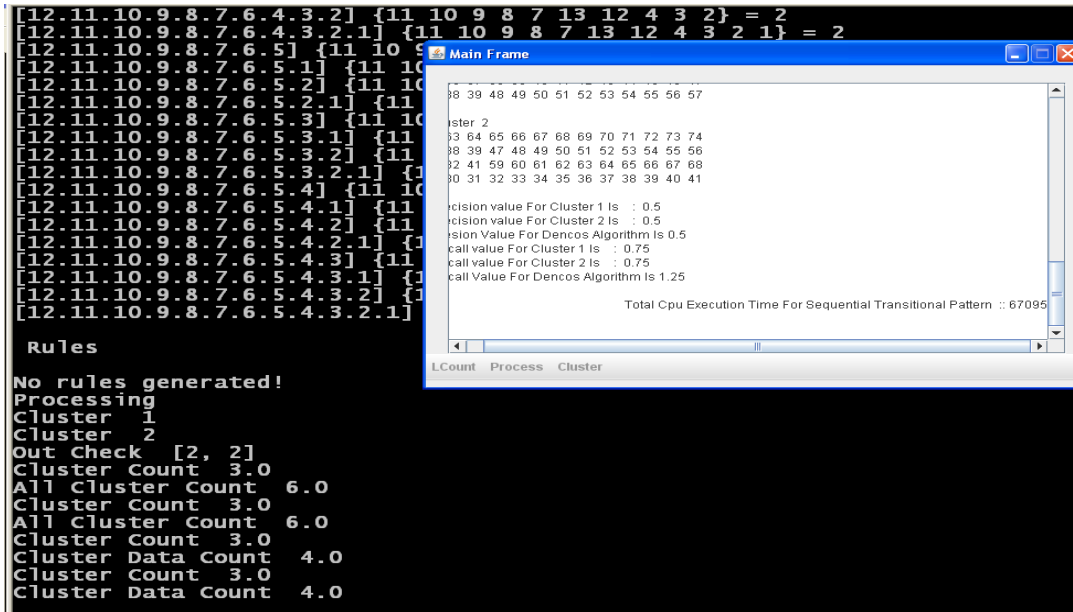 [12.11.10.9.8.7.6.4.3.2] {11 10 9 8 7 13 12 4 3 2} = 2
[12.11.10.9.8.7.6.4.3.2.1] {11 10 9 8 7 13 12 4 3 2 1} = 2
[12.11.10.9.8.7.6.5] {11 10 9
[12.11.10.9.8.7.6.5.1] {11 10
[12.11.10.9.8.7.6.5.2] {11 10
[12.11.10.9.8.7.6.5.2.1] {11
[12.11.10.9.8.7.6.5.3] {11 10
[12.11.10.9.8.7.6.5.3.1] {11
[12.11.10.9.8.7.6.5.3.2] {11
[12.11.10.9.8.7.6.5.3.2.1] {1
[12.11.10.9.8.7.6.5.4] {11 10
[12.11.10.9.8.7.6.5.4.1] {11
[12.11.10.9.8.7.6.5.4.2] {11
[12.11.10.9.8.7.6.5.4.2.1] {1
[12.11.10.9.8.7.6.5.4.3] {11
[12.11.10.9.8.7.6.5.4.3.1] {1
[12.11.10.9.8.7.6.5.4.3.2] {1
[12.11.10.9.8.7.6.5.4.3.2.1]
Rules
No rules generated!
Processing
Cluster 1
Cluster 2
Out Check [2, 2]
Cluster Count 3.0
All Cluster Count 6.0
Cluster Count 3.0
All Cluster Count 6.0
Cluster Count 3.0
Cluster Data Count 4.0
Cluster Count 3.0
Cluster Data Count 4.0
Main Frame
38 39 48 49 50 51 52 53 54 55 56 57
ster 2
63 64 65 66 67 68 69 70 71 72 73 74
38 39 47 48 49 50 51 52 53 54 55 56
32 41 59 60 61 62 63 64 65 66 67 68
30 31 32 33 34 35 36 37 38 39 40 41
cision value For Cluster 1 Is : 0.5
cision value For Cluster 2 Is : 0.5
sion Value For Dencos Algorithm Is 0.5
call value For Cluster 1 Is : 0.75
call value For Cluster 2 Is : 0.75
call Value For Dencos Algorithm Is 1.25
Total Cpu Execution Time For Sequential Transitional Pattern :: 67095
LCount Process Cluster